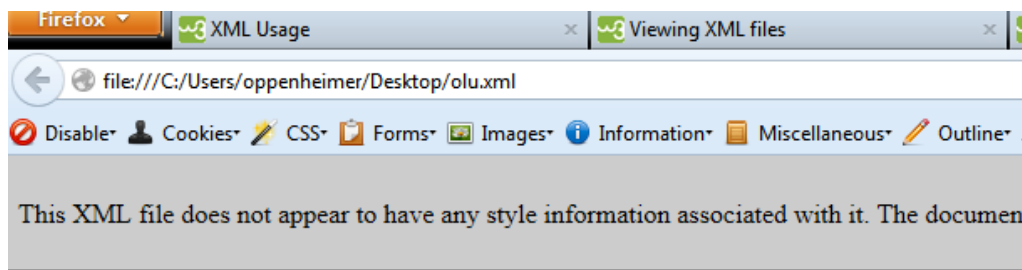 Firefox
XML Usage
Viewing XML files
file:///C:/Users/oppenheimer/Desktop/olu.xml
Disable Cookies CSS Forms Images Information Miscellaneous Outline
This XML file does not appear to have any style information associated with it. The documen